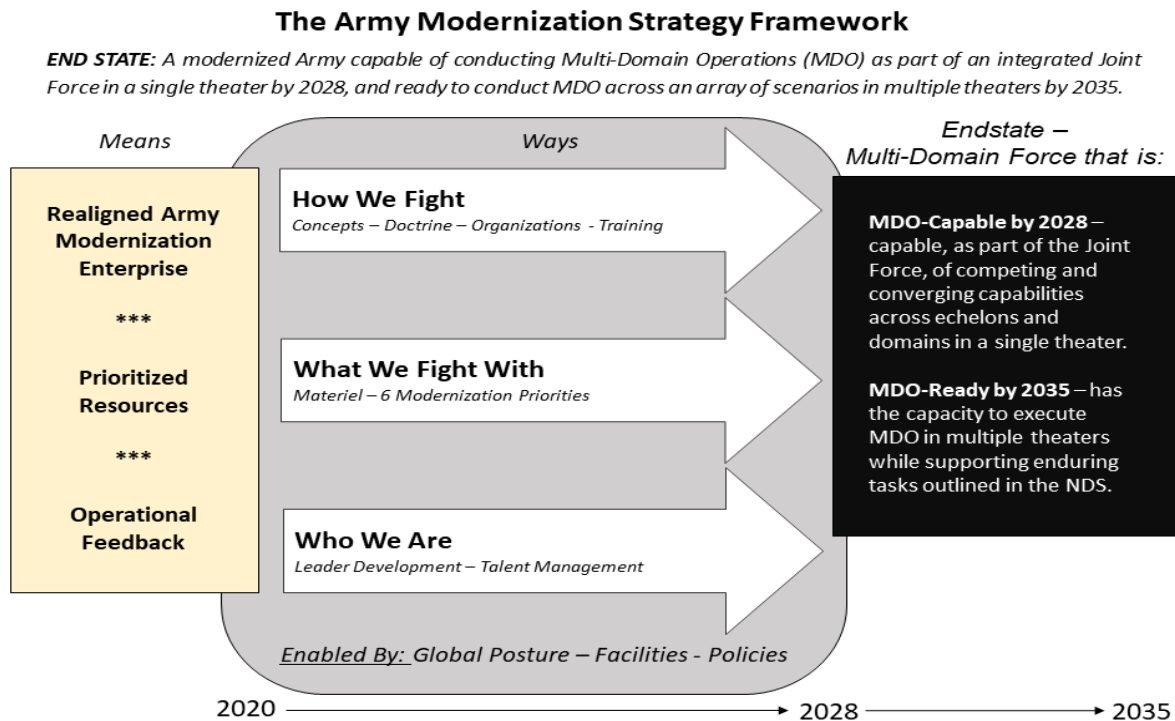 The Army Modernization Strategy Framework
END STATE: A modernized Army capable of conducting Multi-Domain Operations (MDO) as part of an integrated Joint
Force in a single theater by 2028, and ready to conduct MDO across an array of scenarios in multiple theaters by 2035.
Means
Realigned Army
Modernization
Enterprise
***
Prioritized
Resources
***
Operational
Feedback
Ways
How We Fight
Concepts – Doctrine – Organizations - Training
What We Fight With
Materiel – 6 Modernization Priorities
Who We Are
Leader Development – Talent Management
Enabled By: Global Posture – Facilities - Policies
Endstate –
Multi-Domain Force that is:
MDO-Capable by 2028 –
capable, as part of the Joint
Force, of competing and
converging capabilities
across echelons and
domains in a single theater.
MDO-Ready by 2035 – has
the capacity to execute
MDO in multiple theaters
while supporting enduring
tasks outlined in the NDS.
2020 2028 2035